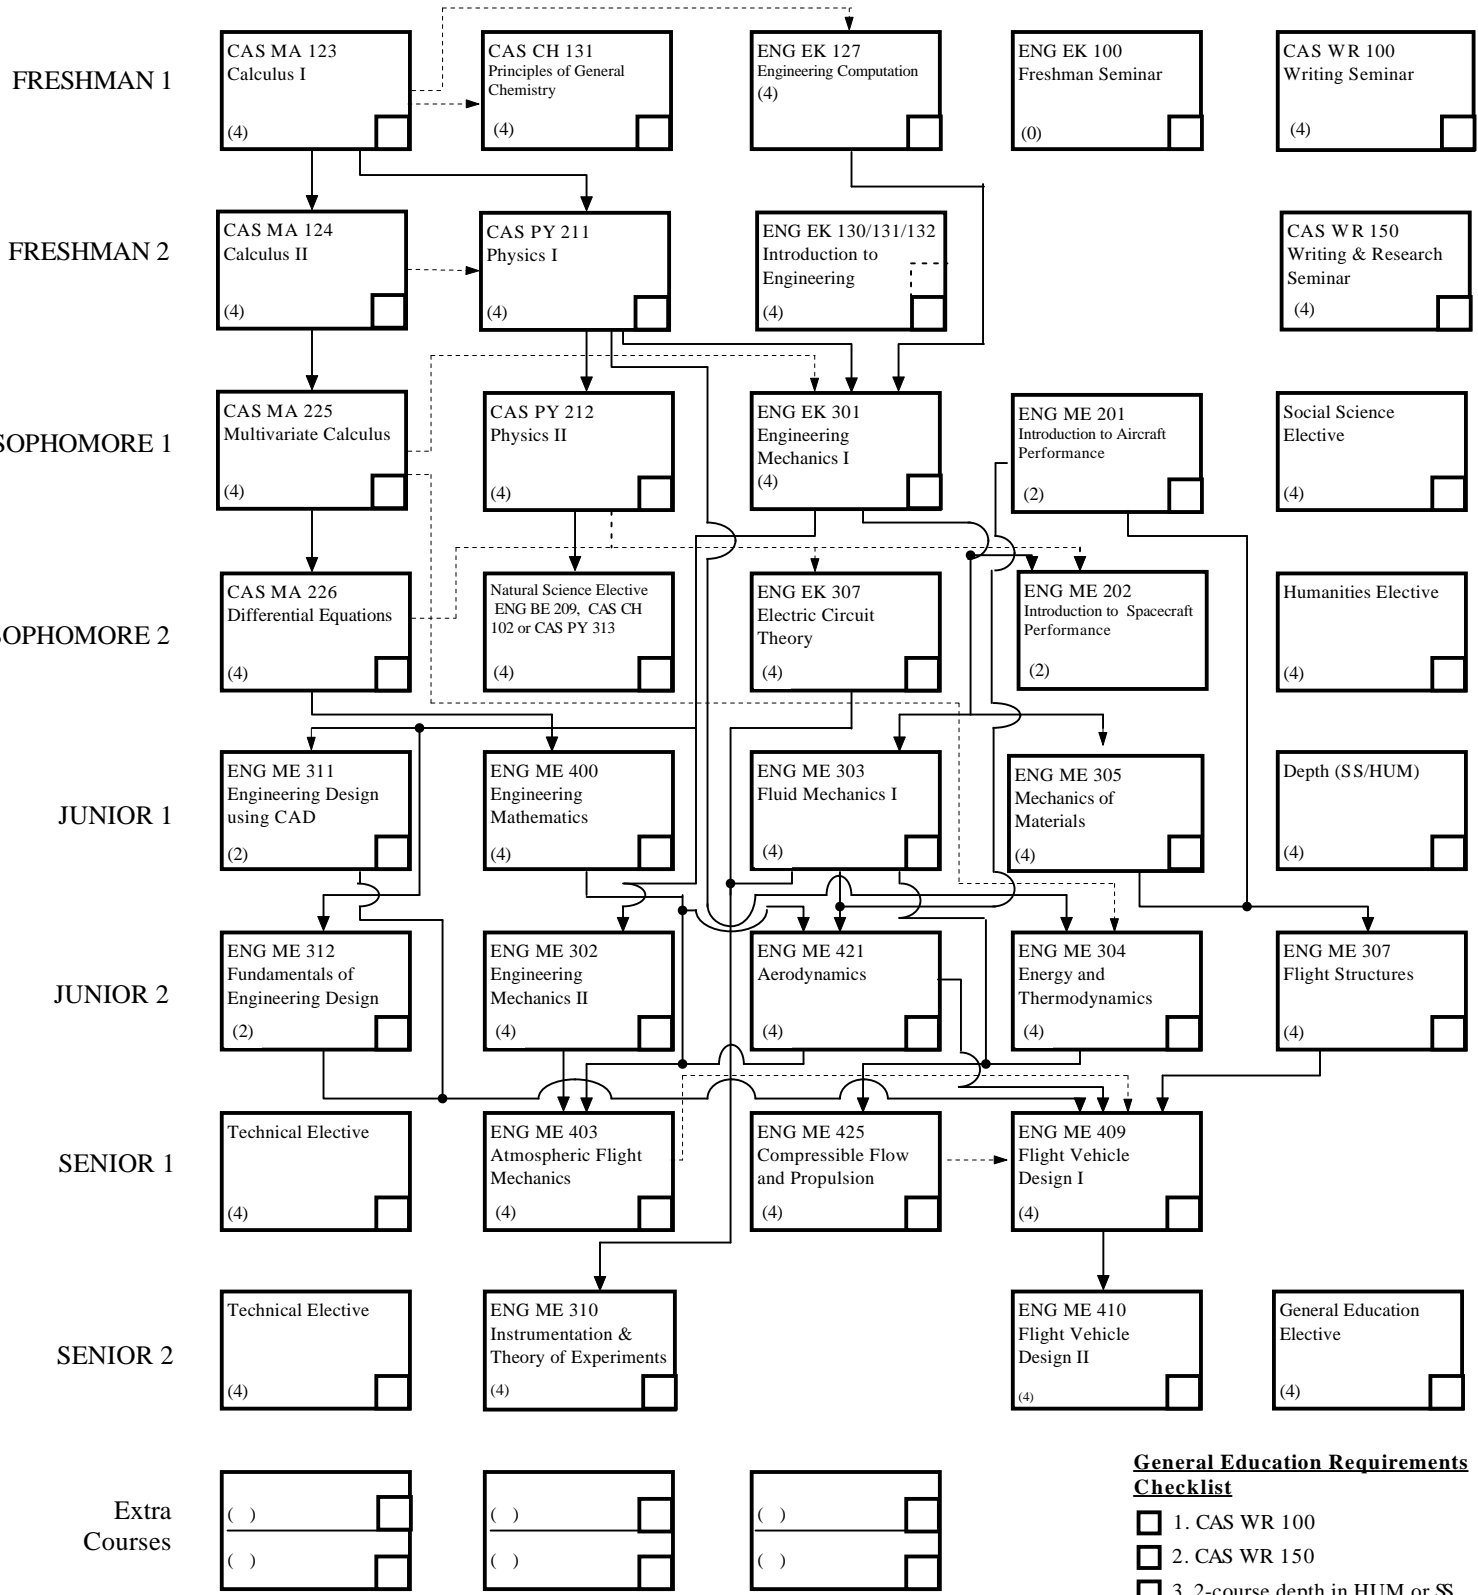 FRESHMAN 1
CAS MA 123
Calculus I
(4)
CAS CH 131
Principles of General
Chemistry
(4)
ENG EK 127
Engineering Computation
(4)
ENG EK 100
Freshman Seminar
(0)
CAS WR 100
Writing Seminar
(4)
FRESHMAN 2
CAS MA 124
Calculus II
(4)
CAS PY 211
Physics I
(4)
ENG EK 130/131/132
Introduction to
Engineering
(4)
CAS WR 150
Writing & Research
Seminar
(4)
SOPHOMORE 1
CAS MA 225
Multivariate Calculus
(4)
CAS PY 212
Physics II
(4)
ENG EK 301
Engineering
Mechanics I
(4)
ENG ME 201
Introduction to Aircraft
Performance
(2)
Social Science
Elective
(4)
SOPHOMORE 2
CAS MA 226
Differential Equations
(4)
Natural Science Elective
ENG BE 209, CAS CH
102 or CAS PY 313
(4)
ENG EK 307
Electric Circuit
Theory
(4)
ENG ME 202
Introduction to Spacecraft
Performance
(2)
Humanities Elective
(4)
JUNIOR 1
ENG ME 311
Engineering Design
using CAD
(2)
ENG ME 400
Engineering
Mathematics
(4)
ENG ME 303
Fluid Mechanics I
(4)
ENG ME 305
Mechanics of
Materials
(4)
Depth (SS/HUM)
(4)
JUNIOR 2
ENG ME 312
Fundamentals of
Engineering Design
(2)
ENG ME 302
Engineering
Mechanics II
(4)
ENG ME 421
Aerodynamics
(4)
ENG ME 304
Energy and
Thermodynamics
(4)
ENG ME 307
Flight Structures
(4)
SENIOR 1
Technical Elective
(4)
ENG ME 403
Atmospheric Flight
Mechanics
(4)
ENG ME 425
Compressible Flow
and Propulsion
(4)
ENG ME 409
Flight Vehicle
Design I
(4)
SENIOR 2
Technical Elective
(4)
ENG ME 310
Instrumentation &
Theory of Experiments
(4)
ENG ME 410
Flight Vehicle
Design II
(4)
General Education
Elective
(4)
Extra
Courses
( )
( )
( )
( )
( )
( )
General Education Requirements
Checklist
1. CAS WR 100
2. CAS WR 150
3. 2-course depth in HUM or SS